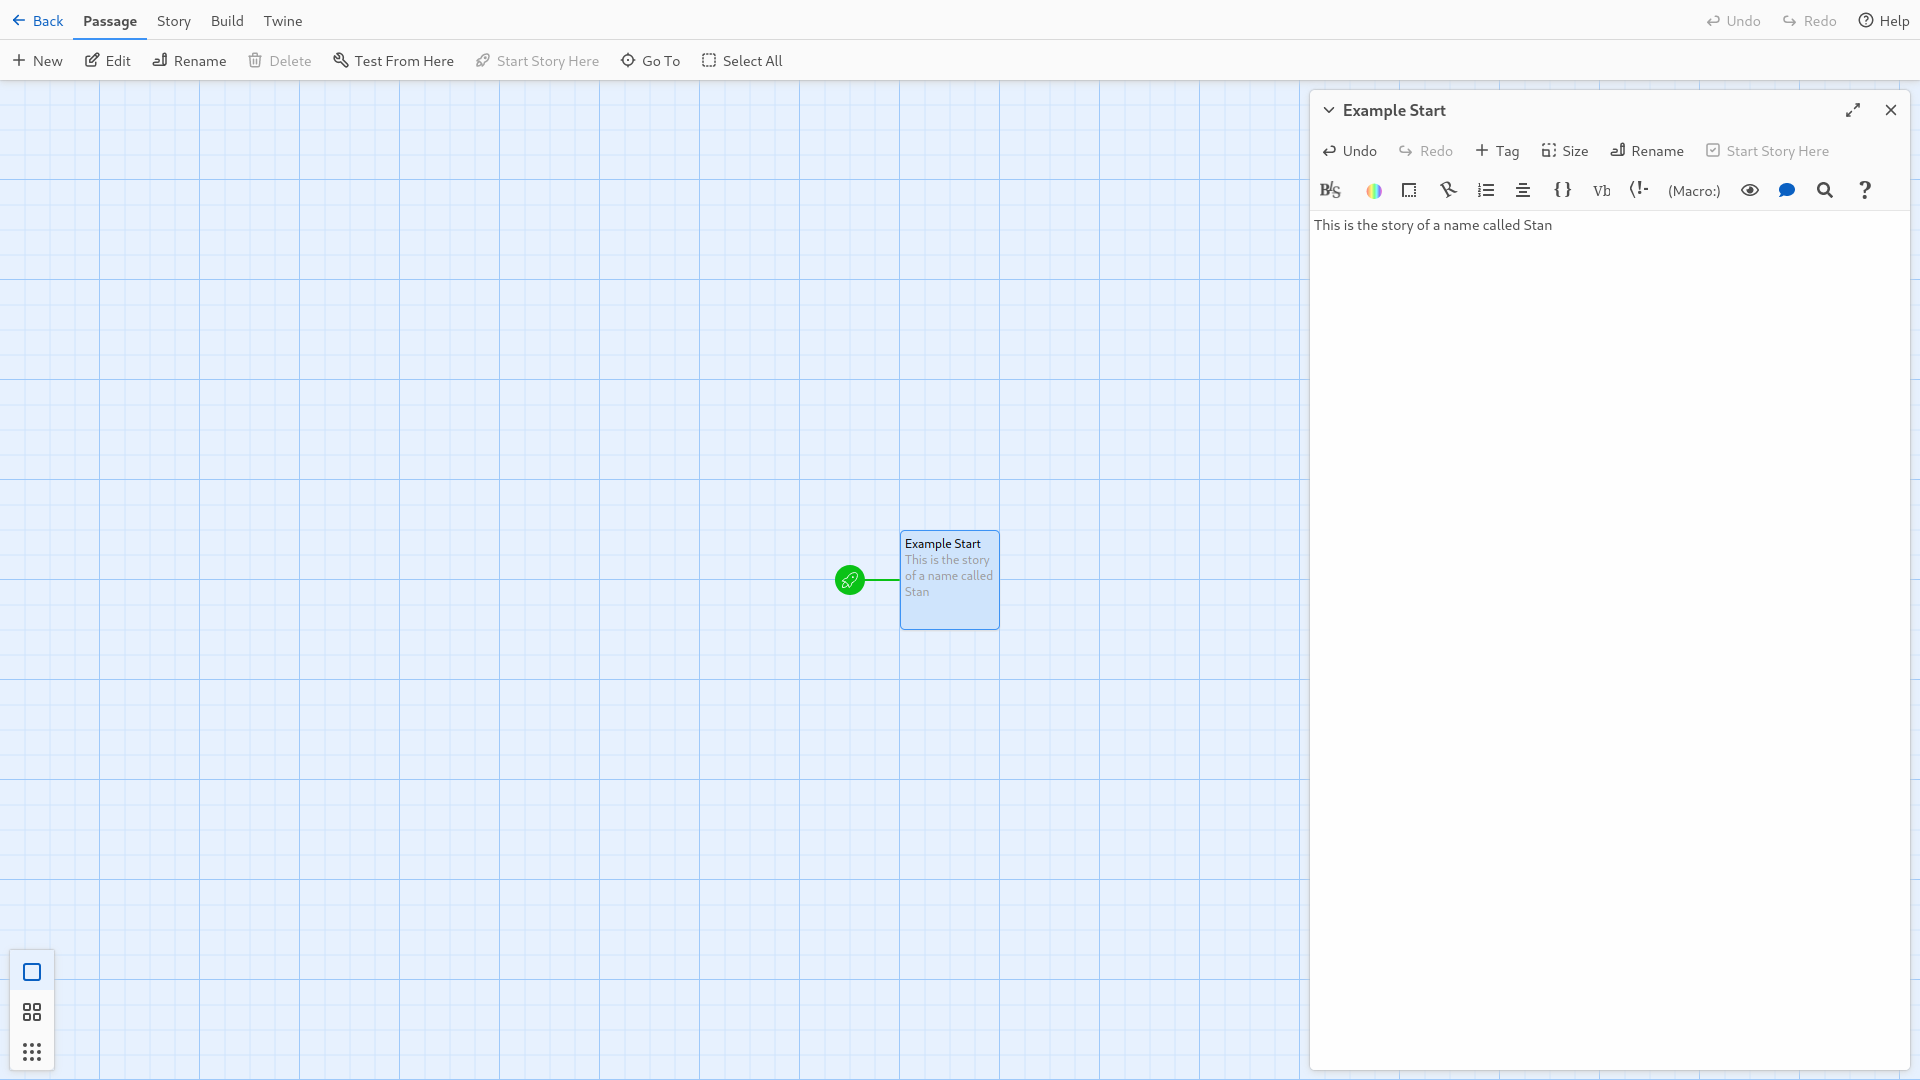 Back Passage Story Build Twine Undo Redo Help
New Edit Rename Delete Test From Here Start Story Here Go To Select All
Example Start
This is the story
of a name called
Stan
Example Start
Undo Redo Tag Size Rename Start Story Here
BIS { } Vb (!- (Macro:) ?
This is the story of a name called Stan